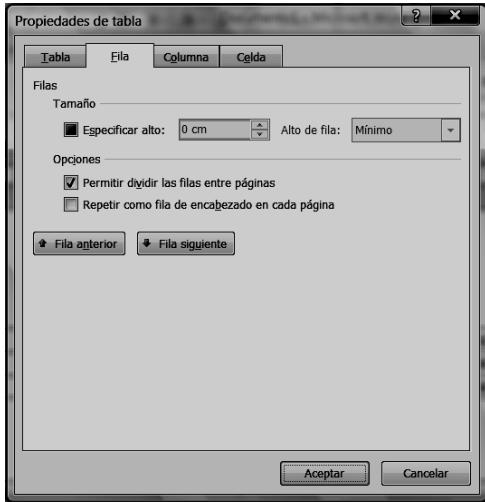 Propiedades de tabla
Tabla Fila Columna Celda
Filas
Tamaño
Especificar alto: 0 cm Alto de fila: Mínimo
Opciones
Permitir dividir las filas entre páginas
Repetir como fila de encabezado en cada página
Fila anterior Fila siguiente
Aceptar Cancelar